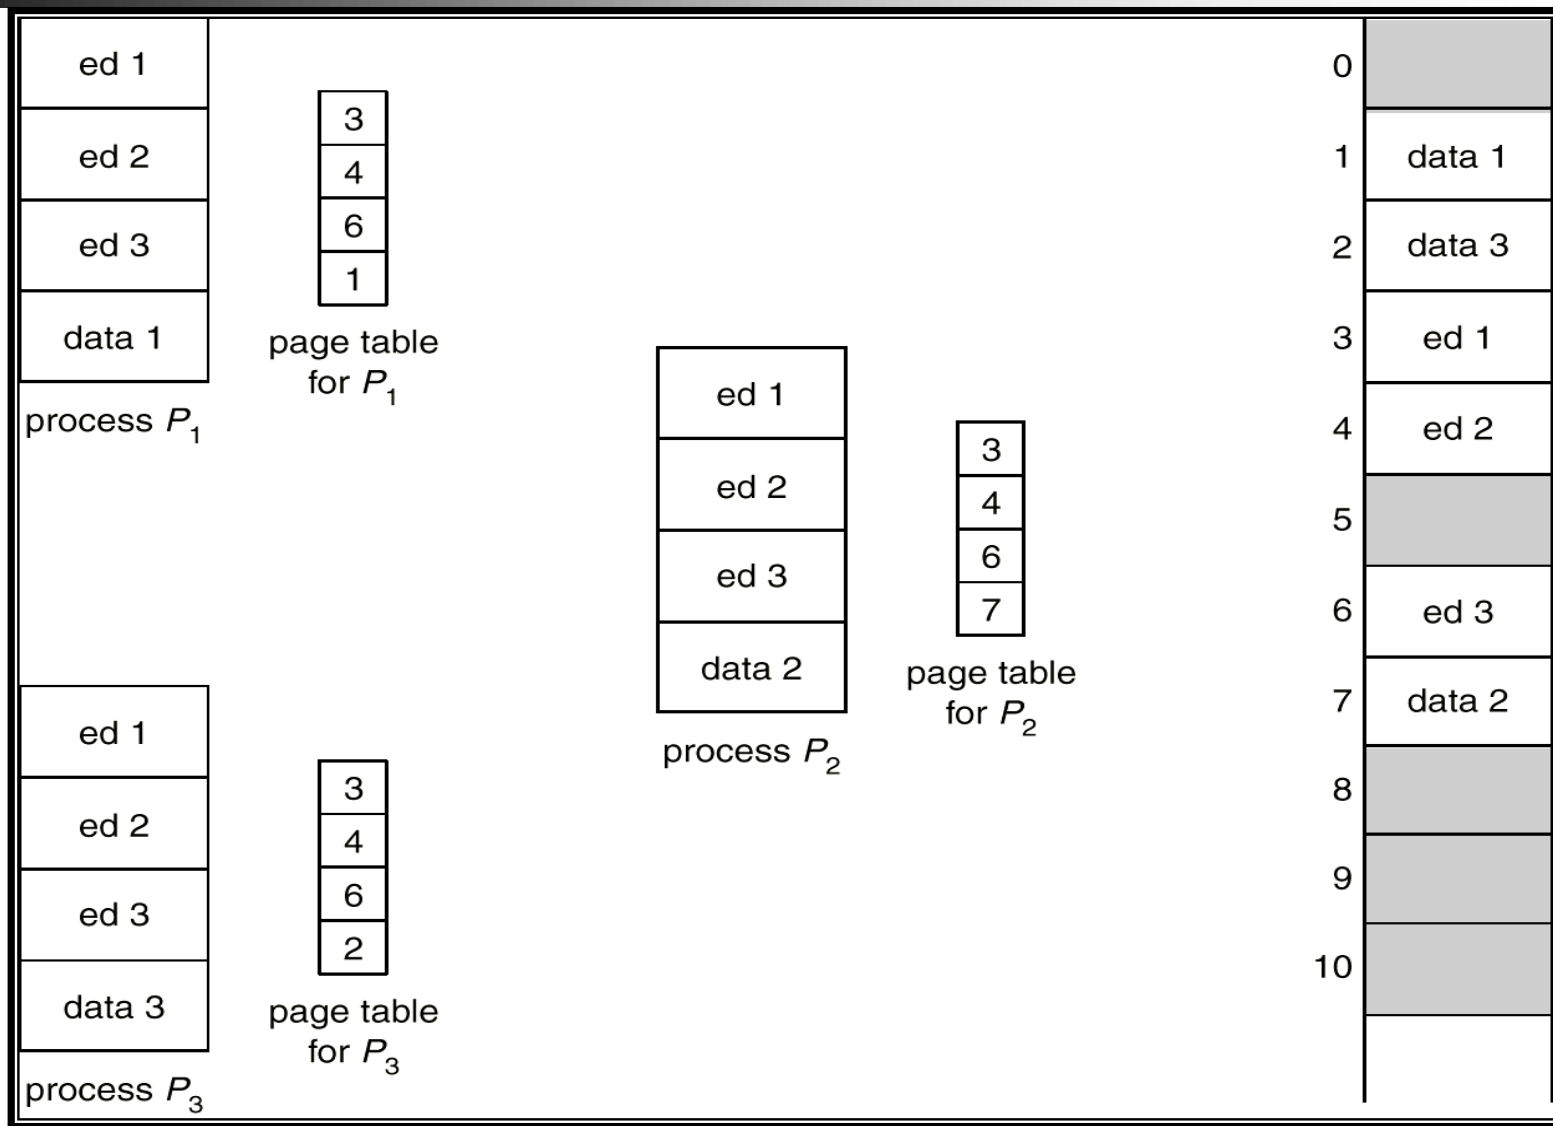 ed 1
ed 2
ed 3
data 1
process P1
3
4
6
1
page table
for P1
ed 1
ed 2
ed 3
data 2
process P2
3
4
6
7
page table
for P2
ed 1
ed 2
ed 3
data 3
process P3
3
4
6
2
page table
for P3
0
1 data 1
2 data 3
3 ed 1
4 ed 2
5
6 ed 3
7 data 2
8
9
10